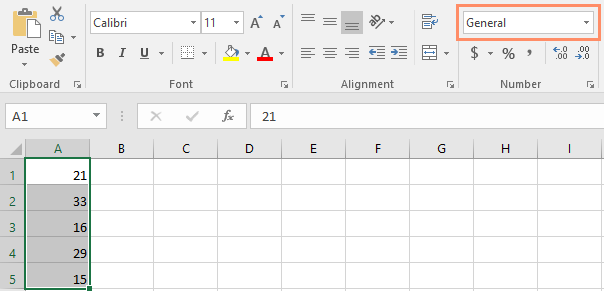 Calibri 11 A A General
Paste B I U A $ % , .0 .00
Clipboard Font Alignment Number
A1 fx 21
A B C D E F G H I
1 21
2 33
3 16
4 29
5 15